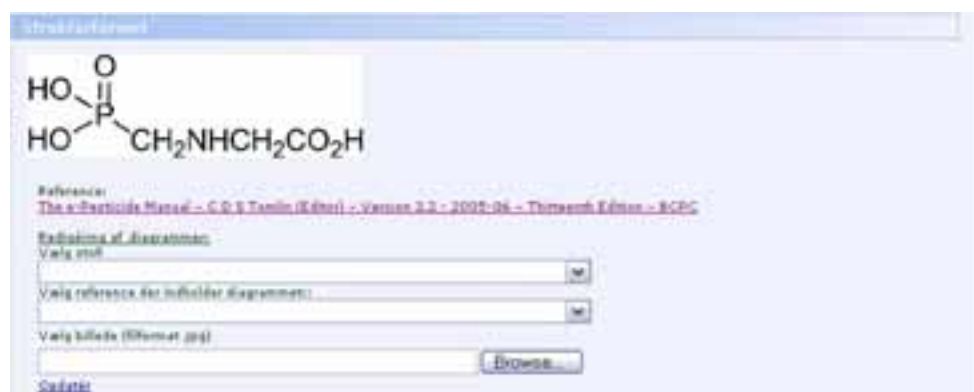 Strukturformel
O
HO
P
HO CH₂NHCH₂CO₂H
Reference:
The e-Pesticide Manual - C D S Tomlin (Editor) - Version 3.2 - 2005-06 - Thirteenth Edition - BCPC
Redigering af diagrammer:
Vælg stof
Vælg reference der indholder diagrammet:
Vælg billede (filformat .jpg)
Browse...
Opdatér